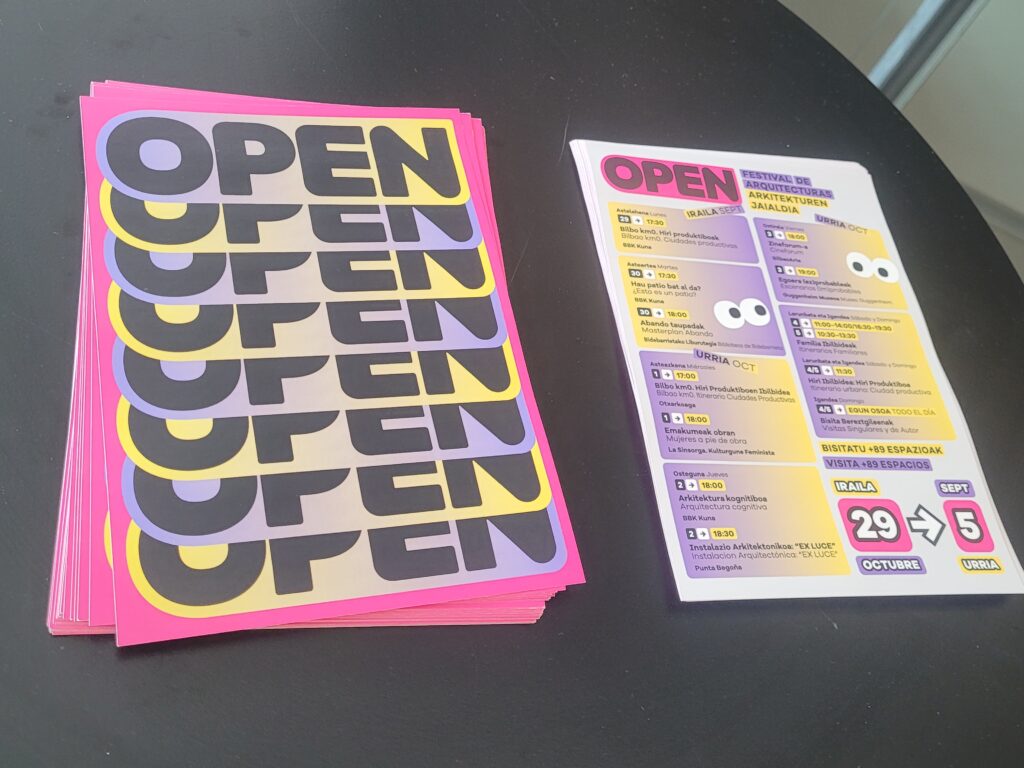 OPEN
OPEN
OPEN
OPEN
OPEN
OPEN
OPEN
OPEN
OPEN
FESTIVAL DE
ARQUITECTURAS
ARKITEKTUREN
JAIALDIA
IRAILA SEPT
Astelehena Lunes
29 → 17:30
Bilbo km0. Hiri produktiboak
Bilbao km0. Ciudades productivas
BBK Kuna
Asteartea Martes
30 → 17:30
Hau patio bat al da?
¿Esto es un patio?
BBK Kuna
30 → 18:00
Abando taupadak
Masterplan Abando
Bidebarrietako Liburutegia Biblioteca de Bidebarrieta
URRIA OCT
Asteazkena Miércoles
1 → 17:00
Bilbo km0. Hiri Produktiboen Ibilbidea
Bilbao km0. Itinerario Ciudades Productivas
Otxarkoaga
1 → 18:00
Emakumeak obran
Mujeres a pie de obra
La Sinsorga. Kulturgune Feminista
Osteguna Jueves
2 → 18:00
Arkitektura kognitiboa
Arquitectura cognitiva
BBK Kuna
2 → 18:30
Instalazio Arkitektonikoa: "EX LUCE"
Instalacion Arquitectónica: "EX LUCE"
Punta Begoña
URRIA OCT
Ostirala Viernes
3 → 18:00
Zineforum-a
Cineforum
BilbaoArte
3 → 19:00
Egoera (ez)probableak
Escenarios (im)probables
Guggenheim Museoa Museo Guggenheim
Larunbata eta Igandea Sábado y Domingo
4 → 11:00-14:00/16:30-19:30
5 → 10:30-13:30
Familia Ibilbideak
Itinerarios Familiares
Larunbata eta Igandea Sábado y Domingo
4/5 → 11:30
Hiri Ibilbidea: Hiri Produktiboa
Itinerario urbano: Ciudad productiva
Igandea Domingo
4/5 → EGUN OSOA TODO EL DÍA
Bisita Bereztgileenak
Visitas Singulares y de Autor
BISITATU +89 ESPAZIOAK
VISITA +89 ESPACIOS
IRAILA SEPT
29 → 5
OCTUBRE URRIA